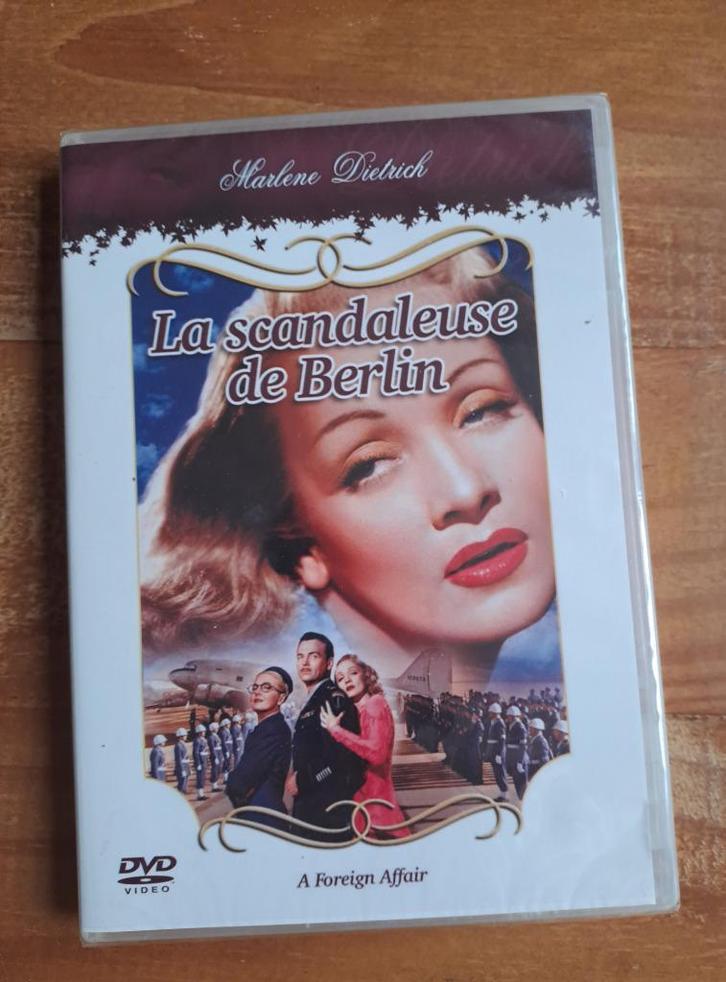 Marlene Dietrich
La scandaleuse
de Berlin
DVD
VIDEO
A Foreign Affair